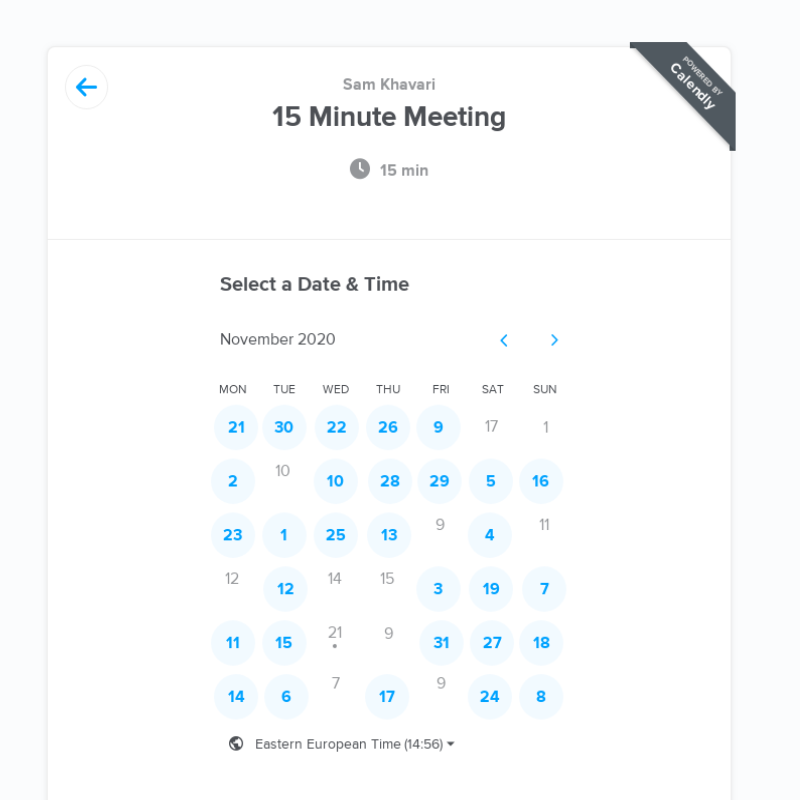 POWERED BY
Calendly
Sam Khavari
15 Minute Meeting
15 min
Select a Date & Time
November 2020
MON TUE WED THU FRI SAT SUN
21 30 22 26 9 17 1
2 10 10 28 29 5 16
23 1 25 13 9 4 11
12 12 14 15 3 19 7
11 15 21 9 31 27 18
14 6 7 17 9 24 8
Eastern European Time (14:56)